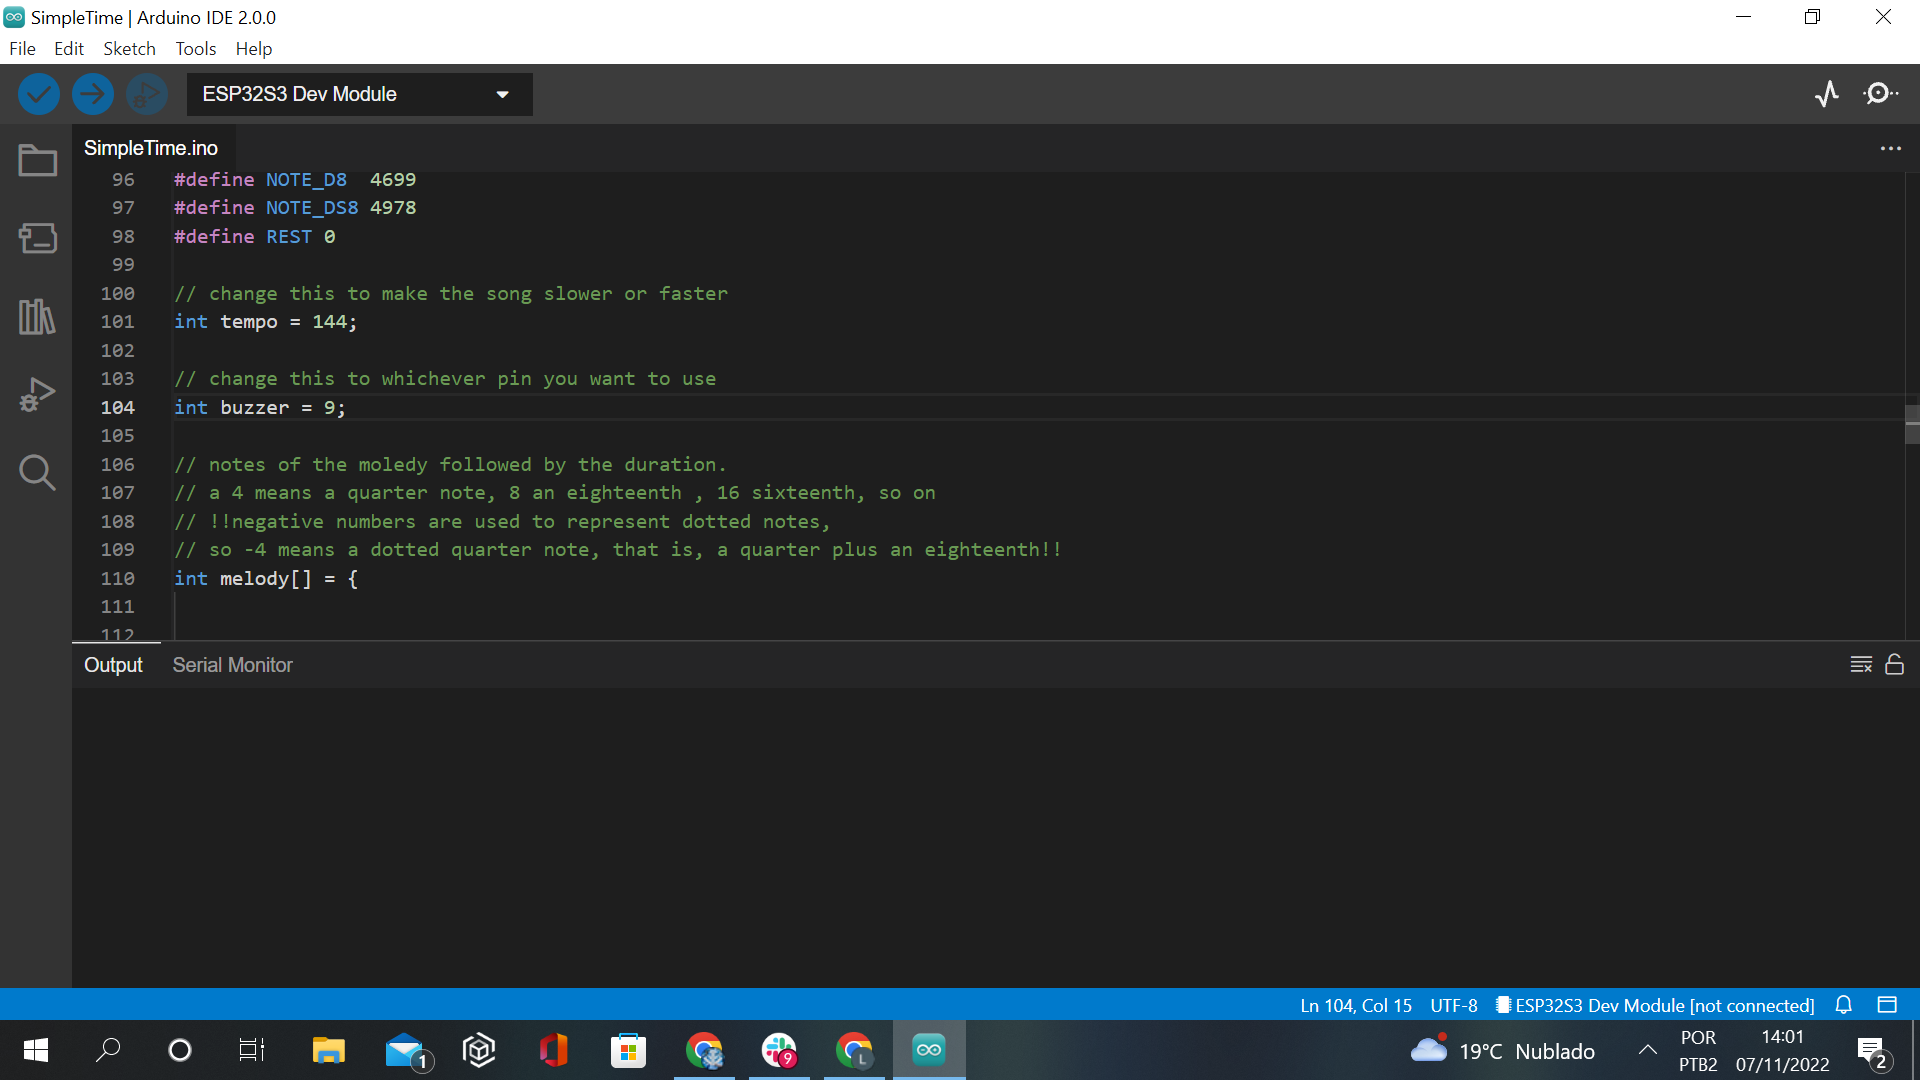 SimpleTime | Arduino IDE 2.0.0
File Edit Sketch Tools Help
ESP32S3 Dev Module
SimpleTime.ino
96 #define NOTE_D8 4699
97 #define NOTE_DS8 4978
98 #define REST 0
99
100 // change this to make the song slower or faster
101 int tempo = 144;
102
103 // change this to whichever pin you want to use
104 int buzzer = 9;
105
106 // notes of the moledy followed by the duration.
107 // a 4 means a quarter note, 8 an eighteenth , 16 sixteenth, so on
108 // !!negative numbers are used to represent dotted notes,
109 // so -4 means a dotted quarter note, that is, a quarter plus an eighteenth!!
110 int melody[] = {
111
112
Output Serial Monitor
Ln 104, Col 15 UTF-8 ESP32S3 Dev Module [not connected]
1 9 L 19°C Nublado POR 14:01 2
PTB2 07/11/2022